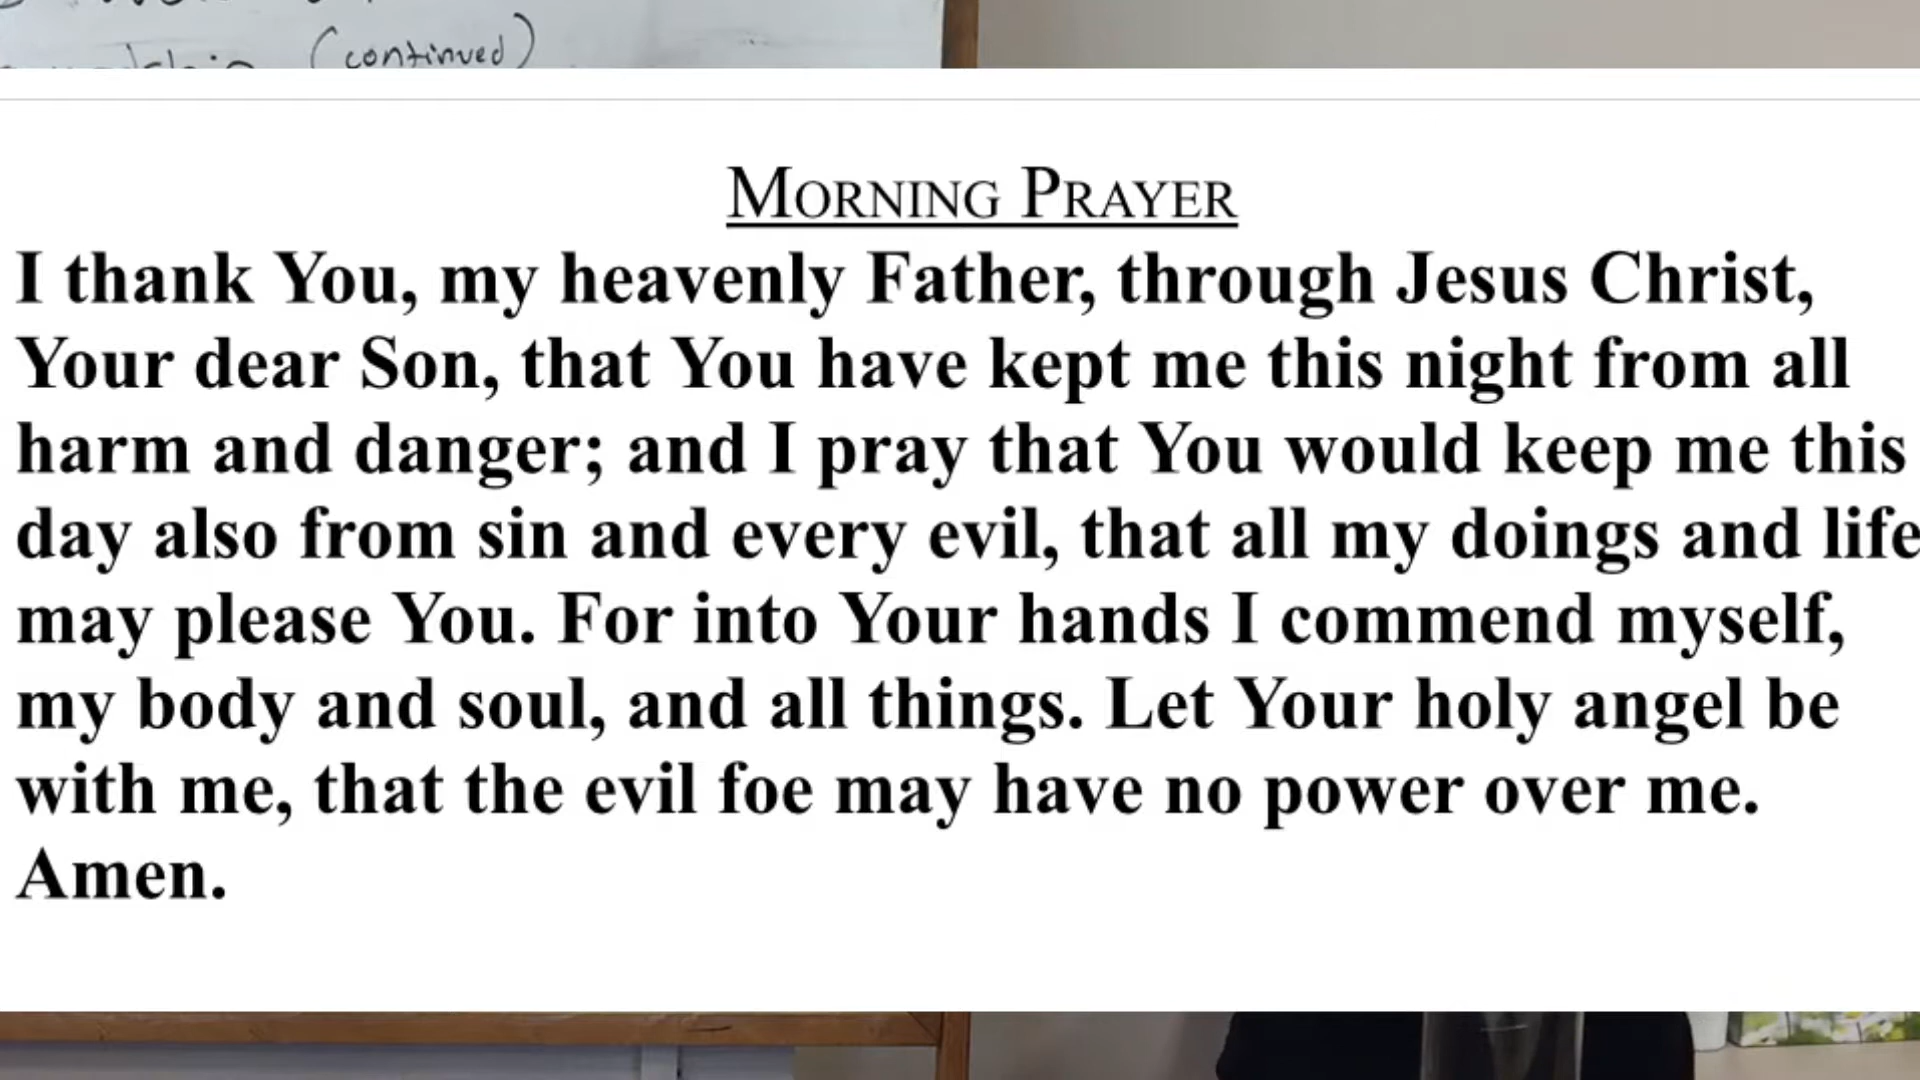 (continued)
MORNING PRAYER
I thank You, my heavenly Father, through Jesus Christ,
Your dear Son, that You have kept me this night from all
harm and danger; and I pray that You would keep me this
day also from sin and every evil, that all my doings and life
may please You. For into Your hands I commend myself,
my body and soul, and all things. Let Your holy angel be
with me, that the evil foe may have no power over me.
Amen.